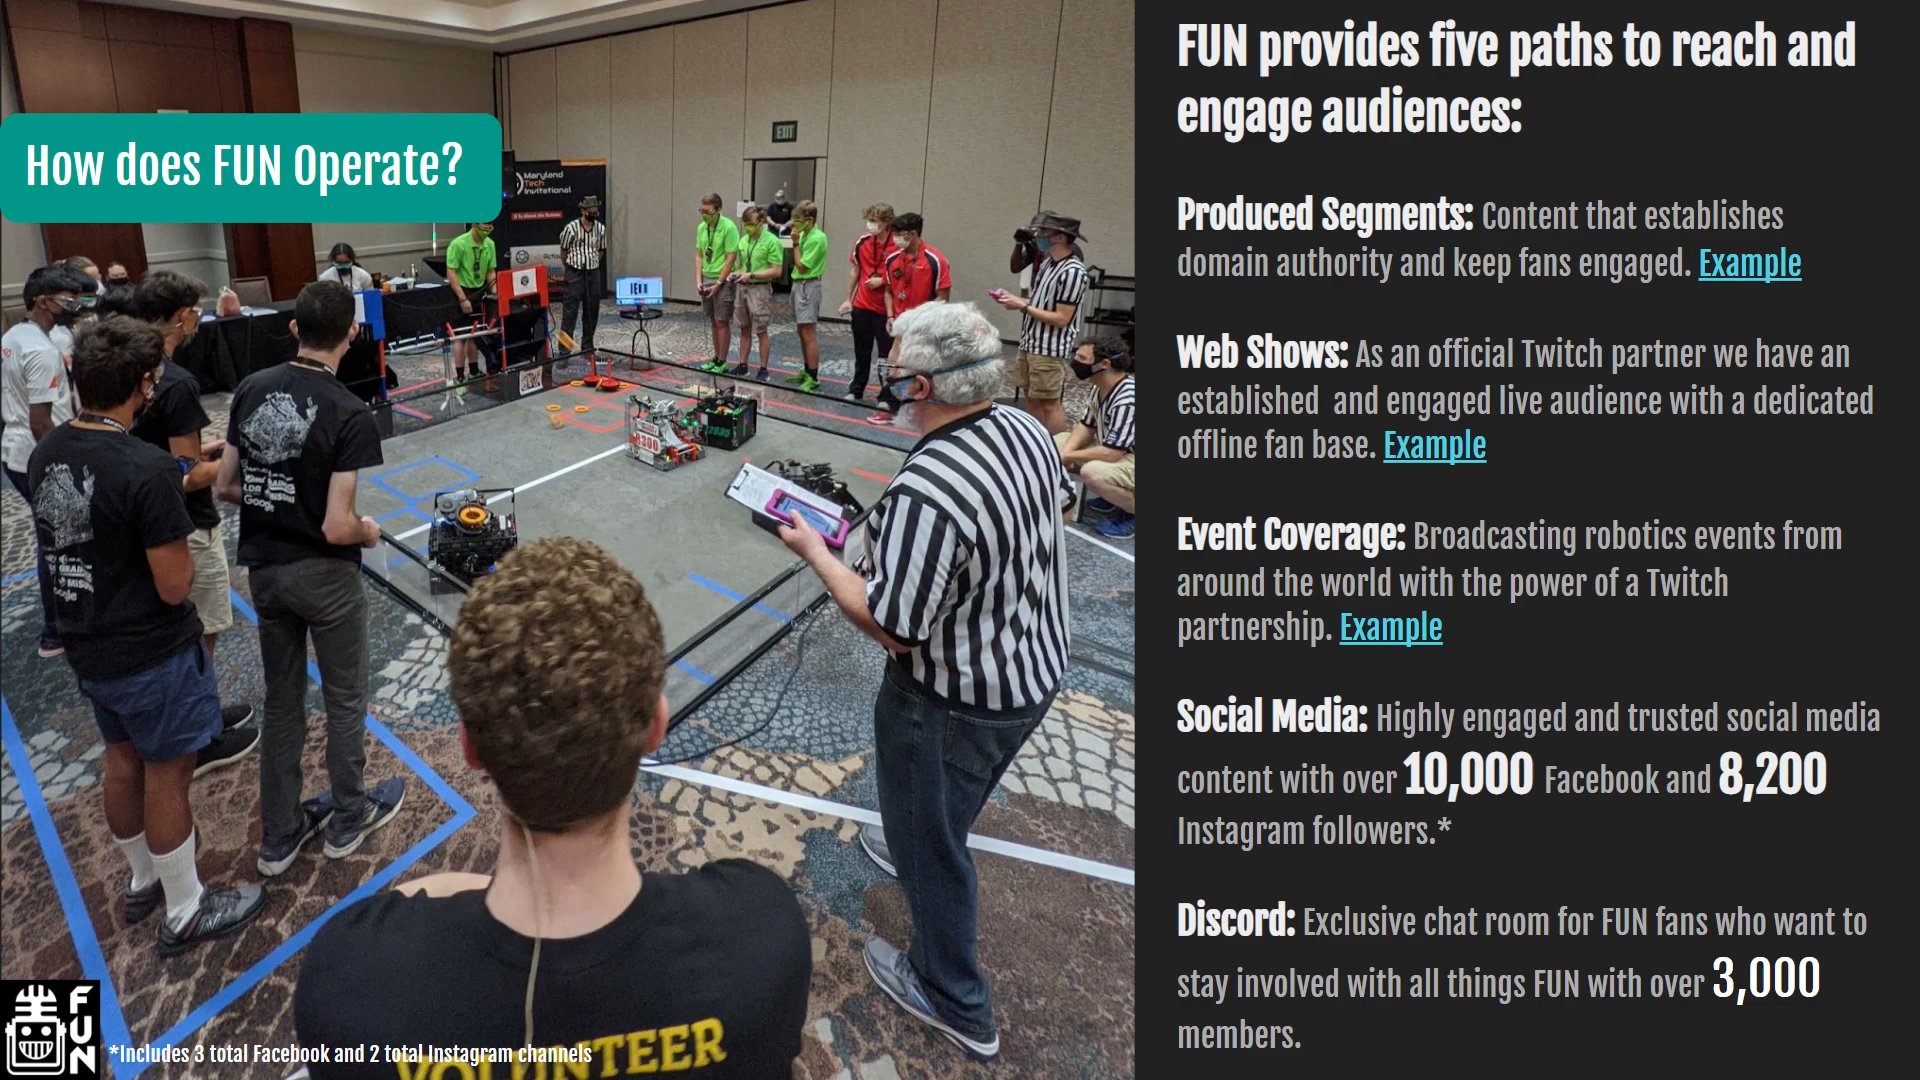 How does FUN Operate?
FUN provides five paths to reach and
engage audiences:
Produced Segments: Content that establishes
domain authority and keep fans engaged. Example
Web Shows: As an official Twitch partner we have an
established  and engaged live audience with a dedicated
offline fan base. Example
Event Coverage: Broadcasting robotics events from
around the world with the power of a Twitch
partnership. Example
Social Media: Highly engaged and trusted social media
content with over 10,000 Facebook and 8,200
Instagram followers.*
Discord: Exclusive chat room for FUN fans who want to
stay involved with all things FUN with over 3,000
members.
EXIT
Maryland
Tech
Invitational
Google
VOLUNTEER
FUN
*Includes 3 total Facebook and 2 total Instagram channels